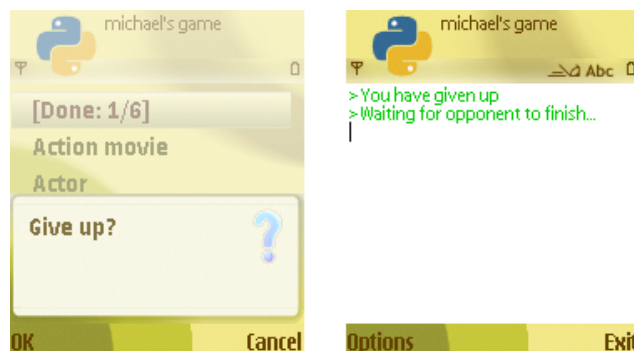 michael's game
[Done: 1/6]
Action movie
Actor
Give up?
OK Cancel
michael's game
Abc
>You have given up
>Waiting for opponent to finish...
Options Exit